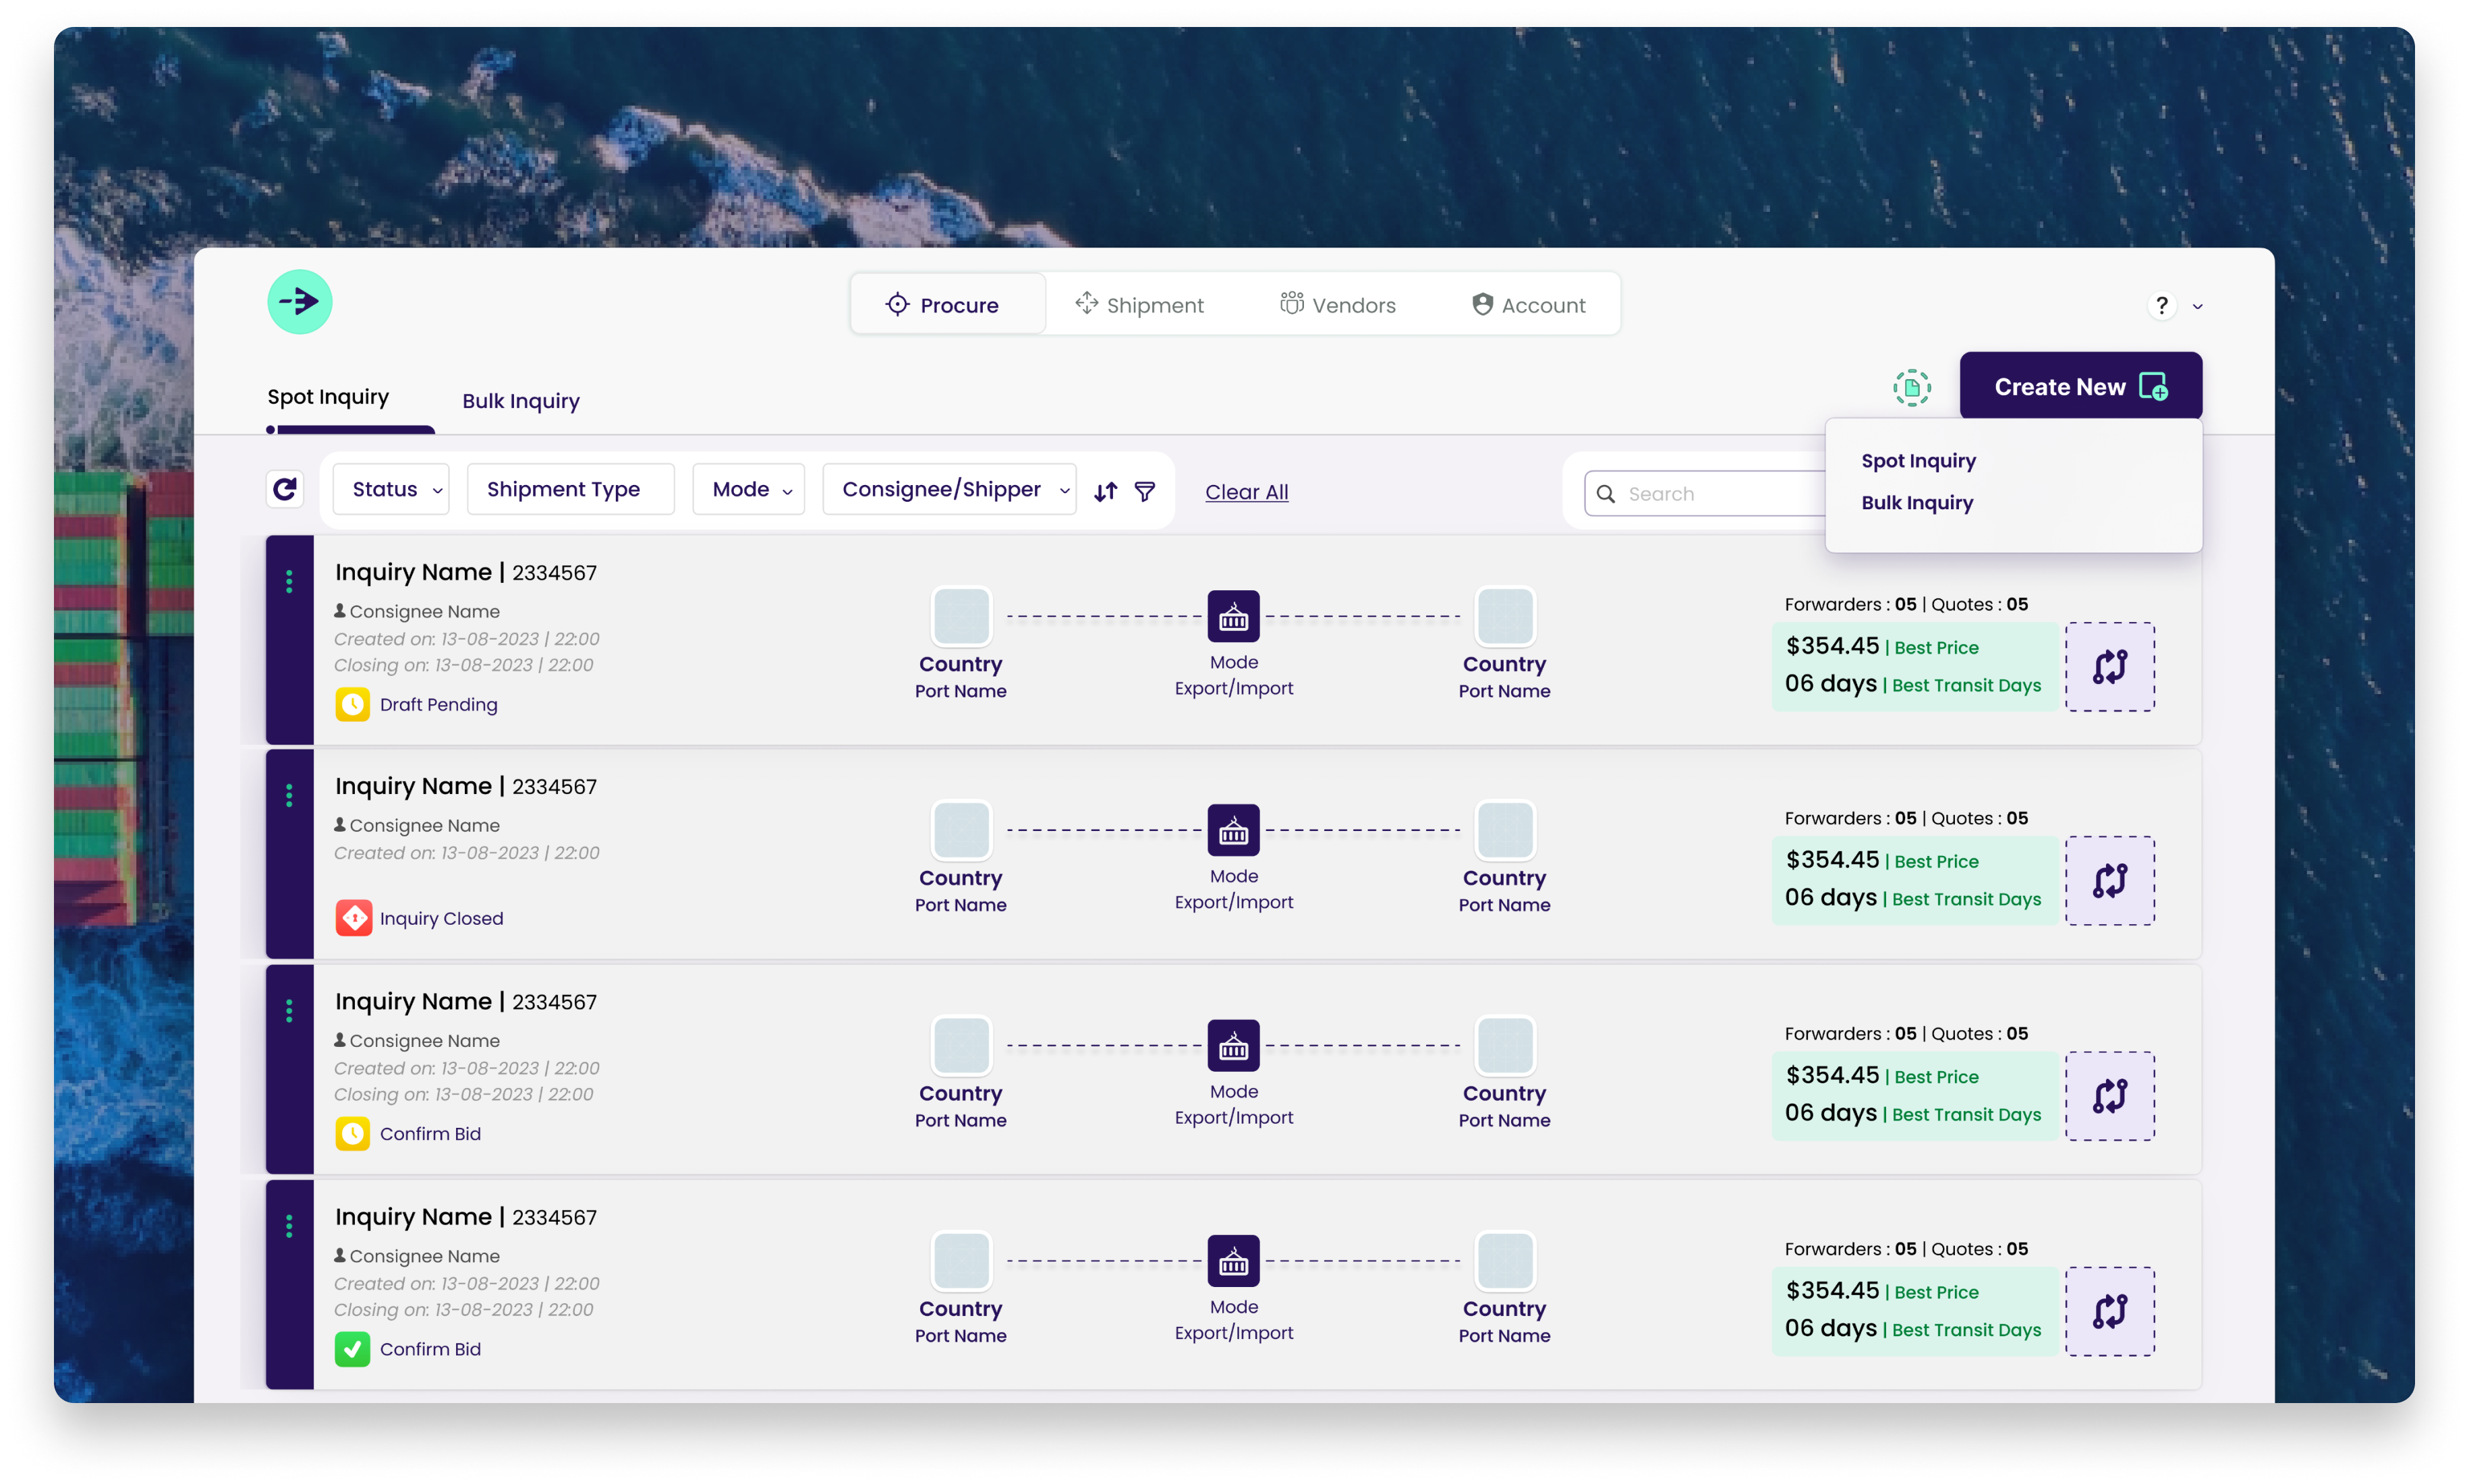 Procure
Shipment
Vendors
Account
?
Spot Inquiry
Bulk Inquiry
Create New
Spot Inquiry
Bulk Inquiry
Status
Shipment Type
Mode
Consignee/Shipper
Clear All
Search
Inquiry Name | 2334567
Consignee Name
Created on: 13-08-2023 | 22:00
Closing on: 13-08-2023 | 22:00
Draft Pending
Country
Port Name
Mode
Export/Import
Country
Port Name
Forwarders : 05 | Quotes : 05
$354.45 | Best Price
06 days | Best Transit Days
Inquiry Name | 2334567
Consignee Name
Created on: 13-08-2023 | 22:00
Inquiry Closed
Country
Port Name
Mode
Export/Import
Country
Port Name
Forwarders : 05 | Quotes : 05
$354.45 | Best Price
06 days | Best Transit Days
Inquiry Name | 2334567
Consignee Name
Created on: 13-08-2023 | 22:00
Closing on: 13-08-2023 | 22:00
Confirm Bid
Country
Port Name
Mode
Export/Import
Country
Port Name
Forwarders : 05 | Quotes : 05
$354.45 | Best Price
06 days | Best Transit Days
Inquiry Name | 2334567
Consignee Name
Created on: 13-08-2023 | 22:00
Closing on: 13-08-2023 | 22:00
Confirm Bid
Country
Port Name
Mode
Export/Import
Country
Port Name
Forwarders : 05 | Quotes : 05
$354.45 | Best Price
06 days | Best Transit Days